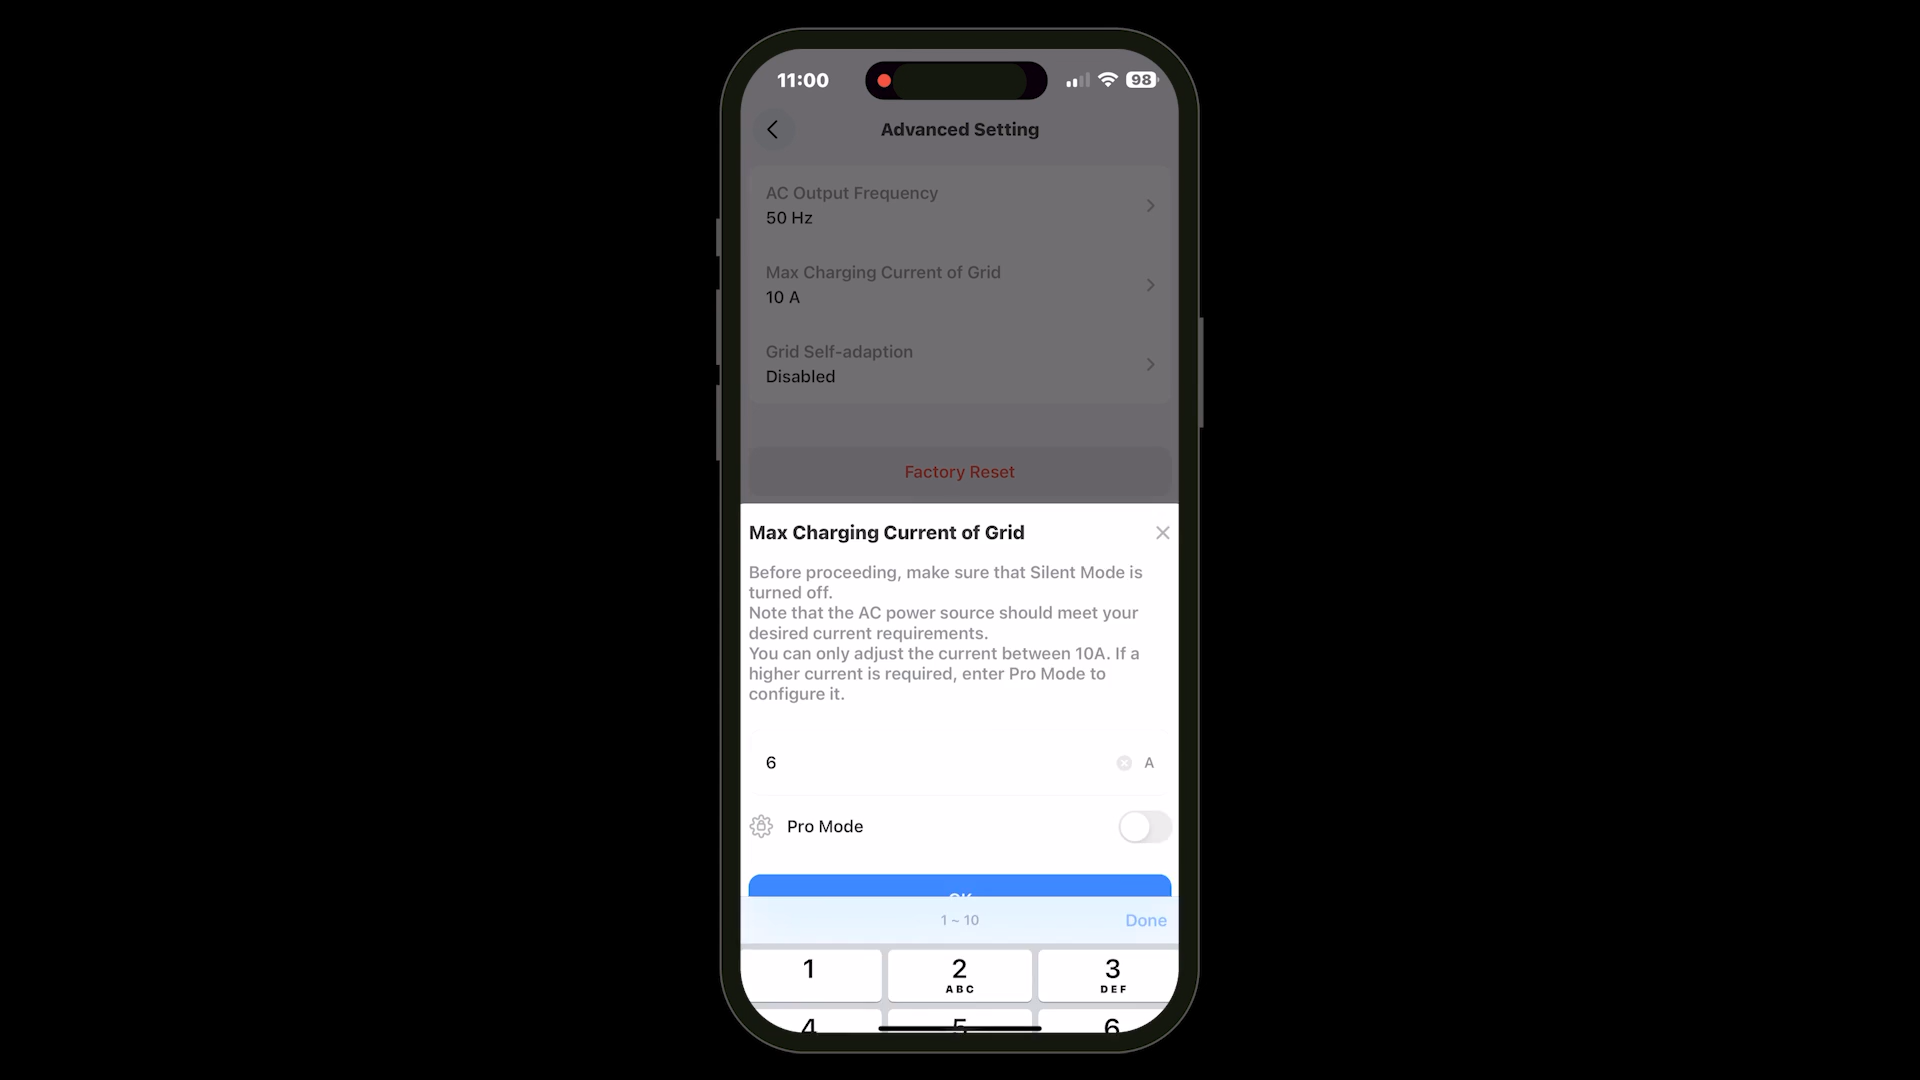 11:00
98
Advanced Setting
AC Output Frequency
50 Hz
Max Charging Current of Grid
10 A
Grid Self-adaption
Disabled
Factory Reset
Max Charging Current of Grid
Before proceeding, make sure that Silent Mode is
turned off.
Note that the AC power source should meet your
desired current requirements.
You can only adjust the current between 10A. If a
higher current is required, enter Pro Mode to
configure it.
6 A
Pro Mode
OK
1 ~ 10 Done
1 2 3
ABC DEF
4 5 6